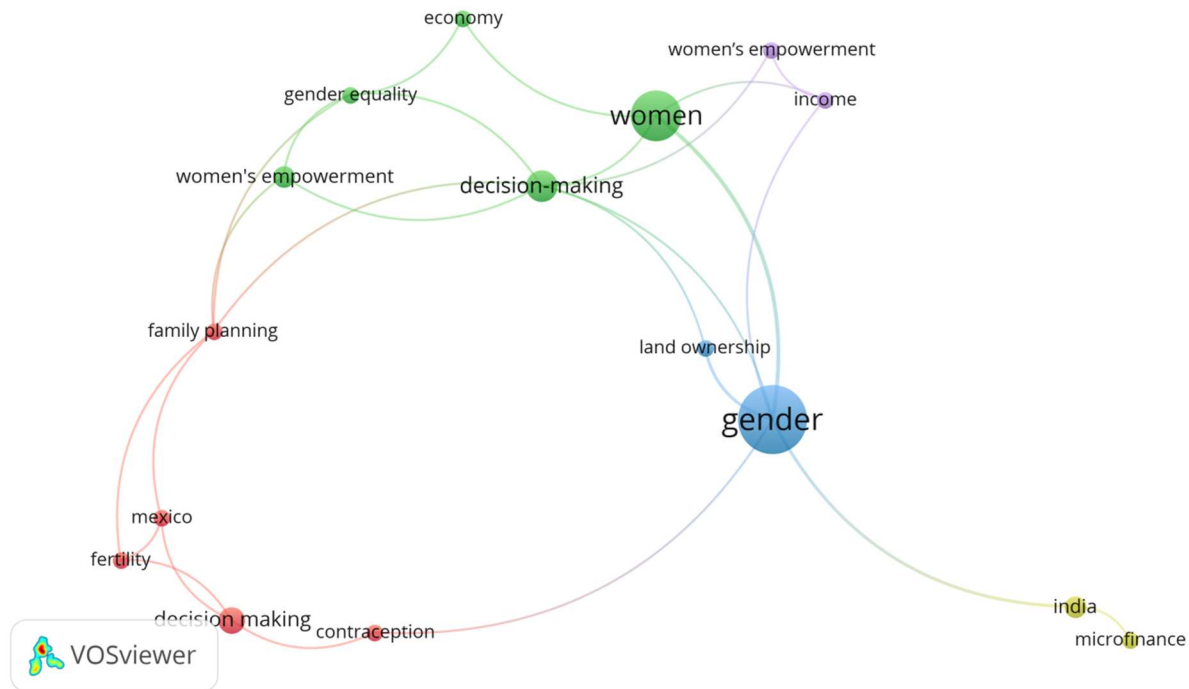 economy
women’s empowerment
gender equality
income
women
women's empowerment
decision-making
family planning
land ownership
gender
mexico
fertility
india
decision making
contraception
microfinance
VOSviewer